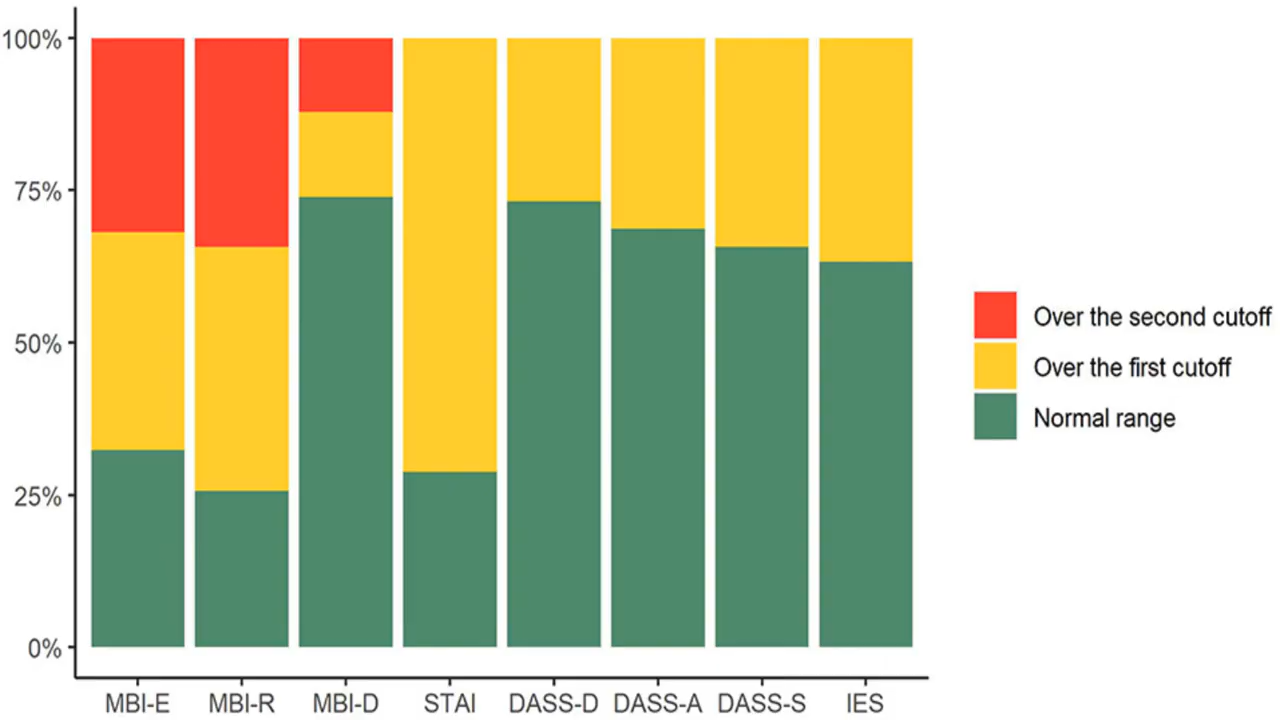 100%
75%
50%
25%
0%
MBI-E MBI-R MBI-D STAI DASS-D DASS-A DASS-S IES
Over the second cutoff
Over the first cutoff
Normal range